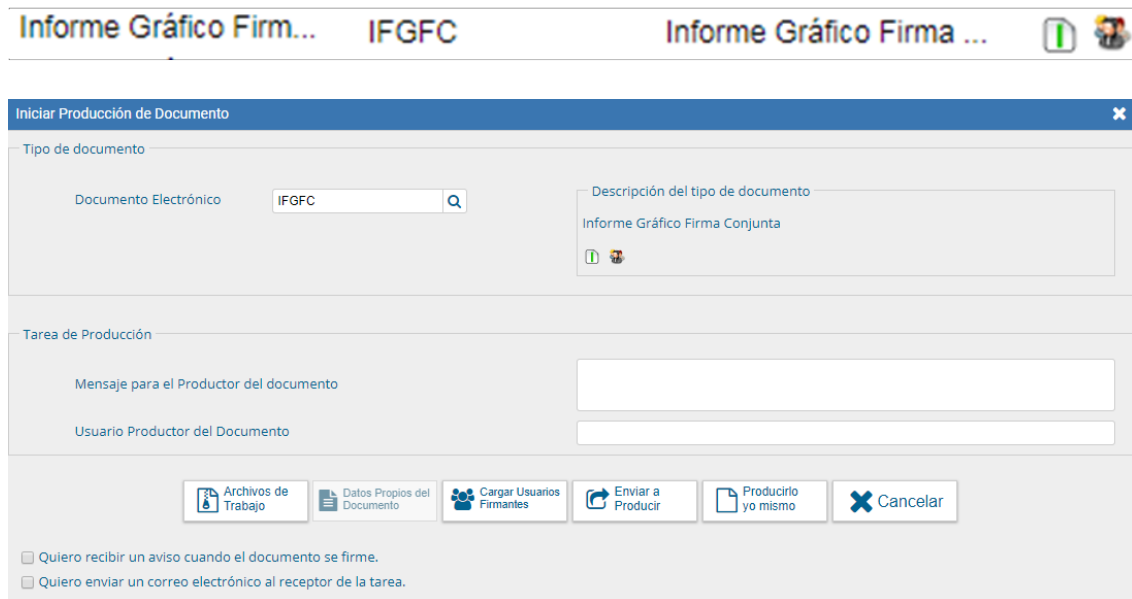 Informe Gráfico Firm... IFGFC Informe Gráfico Firma ...
Iniciar Producción de Documento
Tipo de documento
Documento Electrónico IFGFC
Descripción del tipo de documento
Informe Gráfico Firma Conjunta
Tarea de Producción
Mensaje para el Productor del documento
Usuario Productor del Documento
Archivos de
Trabajo
Datos Propios del
Documento
Cargar Usuarios
Firmantes
Enviar a
Producir
Producirlo
yo mismo
Cancelar
Quiero recibir un aviso cuando el documento se firme.
Quiero enviar un correo electrónico al receptor de la tarea.